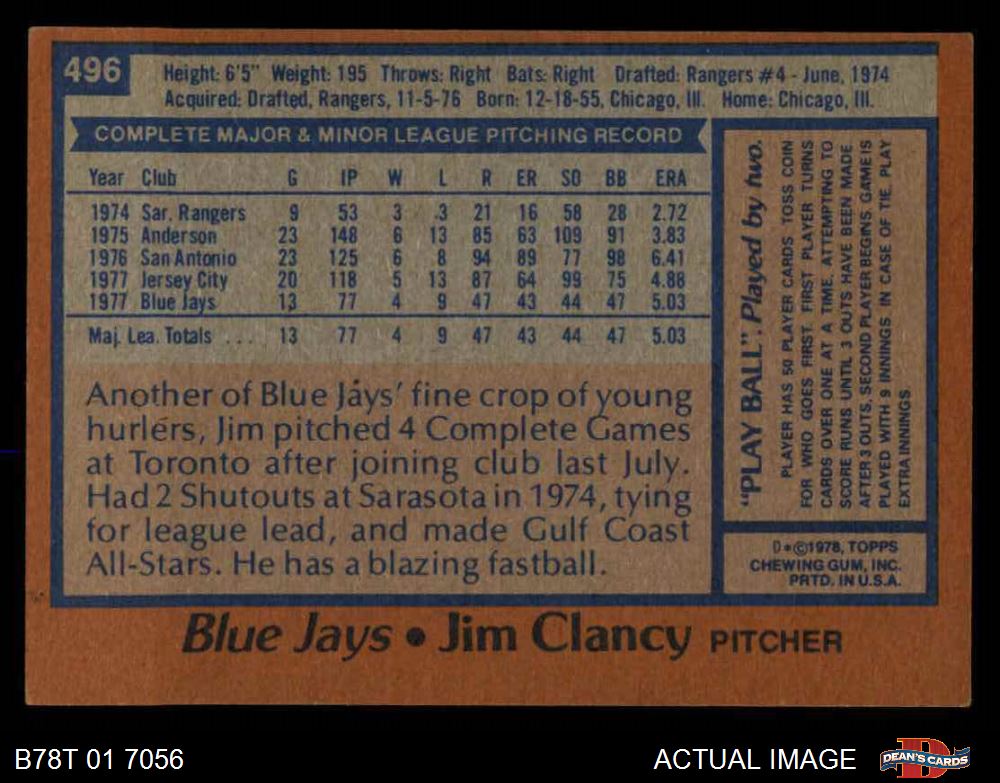 496
Height: 6'5" Weight: 195 Throws: Right Bats: Right Drafted: Rangers #4 - June, 1974
Acquired: Drafted, Rangers, 11-5-76 Born: 12-18-55, Chicago, Ill. Home: Chicago, Ill.
COMPLETE MAJOR & MINOR LEAGUE PITCHING RECORD
Year Club G IP W L R ER SO BB ERA
1974 Sar. Rangers 9 53 3 3 21 16 58 28 2.72
1975 Anderson 23 148 6 13 85 63 109 91 3.83
1976 San Antonio 23 125 6 8 94 89 77 98 6.41
1977 Jersey City 20 118 5 13 87 64 99 75 4.88
1977 Blue Jays 13 77 4 9 47 43 44 47 5.03
Maj. Lea. Totals . . . 13 77 4 9 47 43 44 47 5.03
Another of Blue Jays' fine crop of young
hurlers, Jim pitched 4 Complete Games
at Toronto after joining club last July.
Had 2 Shutouts at Sarasota in 1974, tying
for league lead, and made Gulf Coast
All-Stars. He has a blazing fastball.
"PLAY BALL". Played by two.
PLAYER HAS 50 PLAYER CARDS TOSS COIN
FOR WHO GOES FIRST. FIRST PLAYER TURNS
CARDS OVER ONE AT A TIME. ATTEMPTING TO
SCORE RUNS UNTIL 3 OUTS HAVE BEEN MADE
AFTER 3 OUTS, SECOND PLAYER BEGINS GAME IS
PLAYED WITH 9 INNINGS IN CASE OF TIE. PLAY
EXTRA INNINGS
D*©1978, TOPPS
CHEWING GUM, INC.
PRTD. IN U.S.A.
Blue Jays • Jim Clancy PITCHER
B78T 01 7056
ACTUAL IMAGE
DEAN'S CARDS